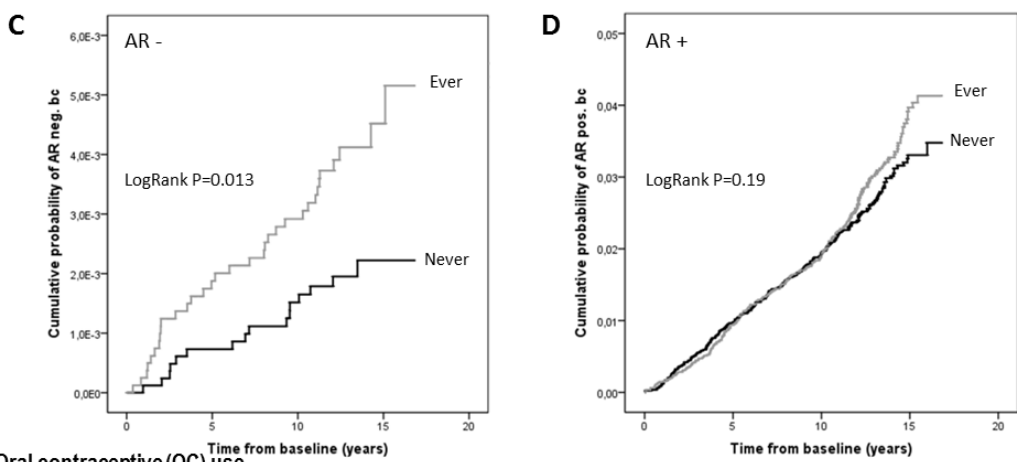 C
AR -
Cumulative probability of AR neg. bc
6,0E-3
5,0E-3
4,0E-3
3,0E-3
2,0E-3
1,0E-3
0,0E0
LogRank P=0.013
Ever
Never
0 5 10 15 20
Time from baseline (years)
D
AR +
Cumulative probability of AR pos. bc
0,05
0,04
0,03
0,02
0,01
0,00
LogRank P=0.19
Ever
Never
0 5 10 15 20
Time from baseline (years)
Oral contraceptive (OC) use